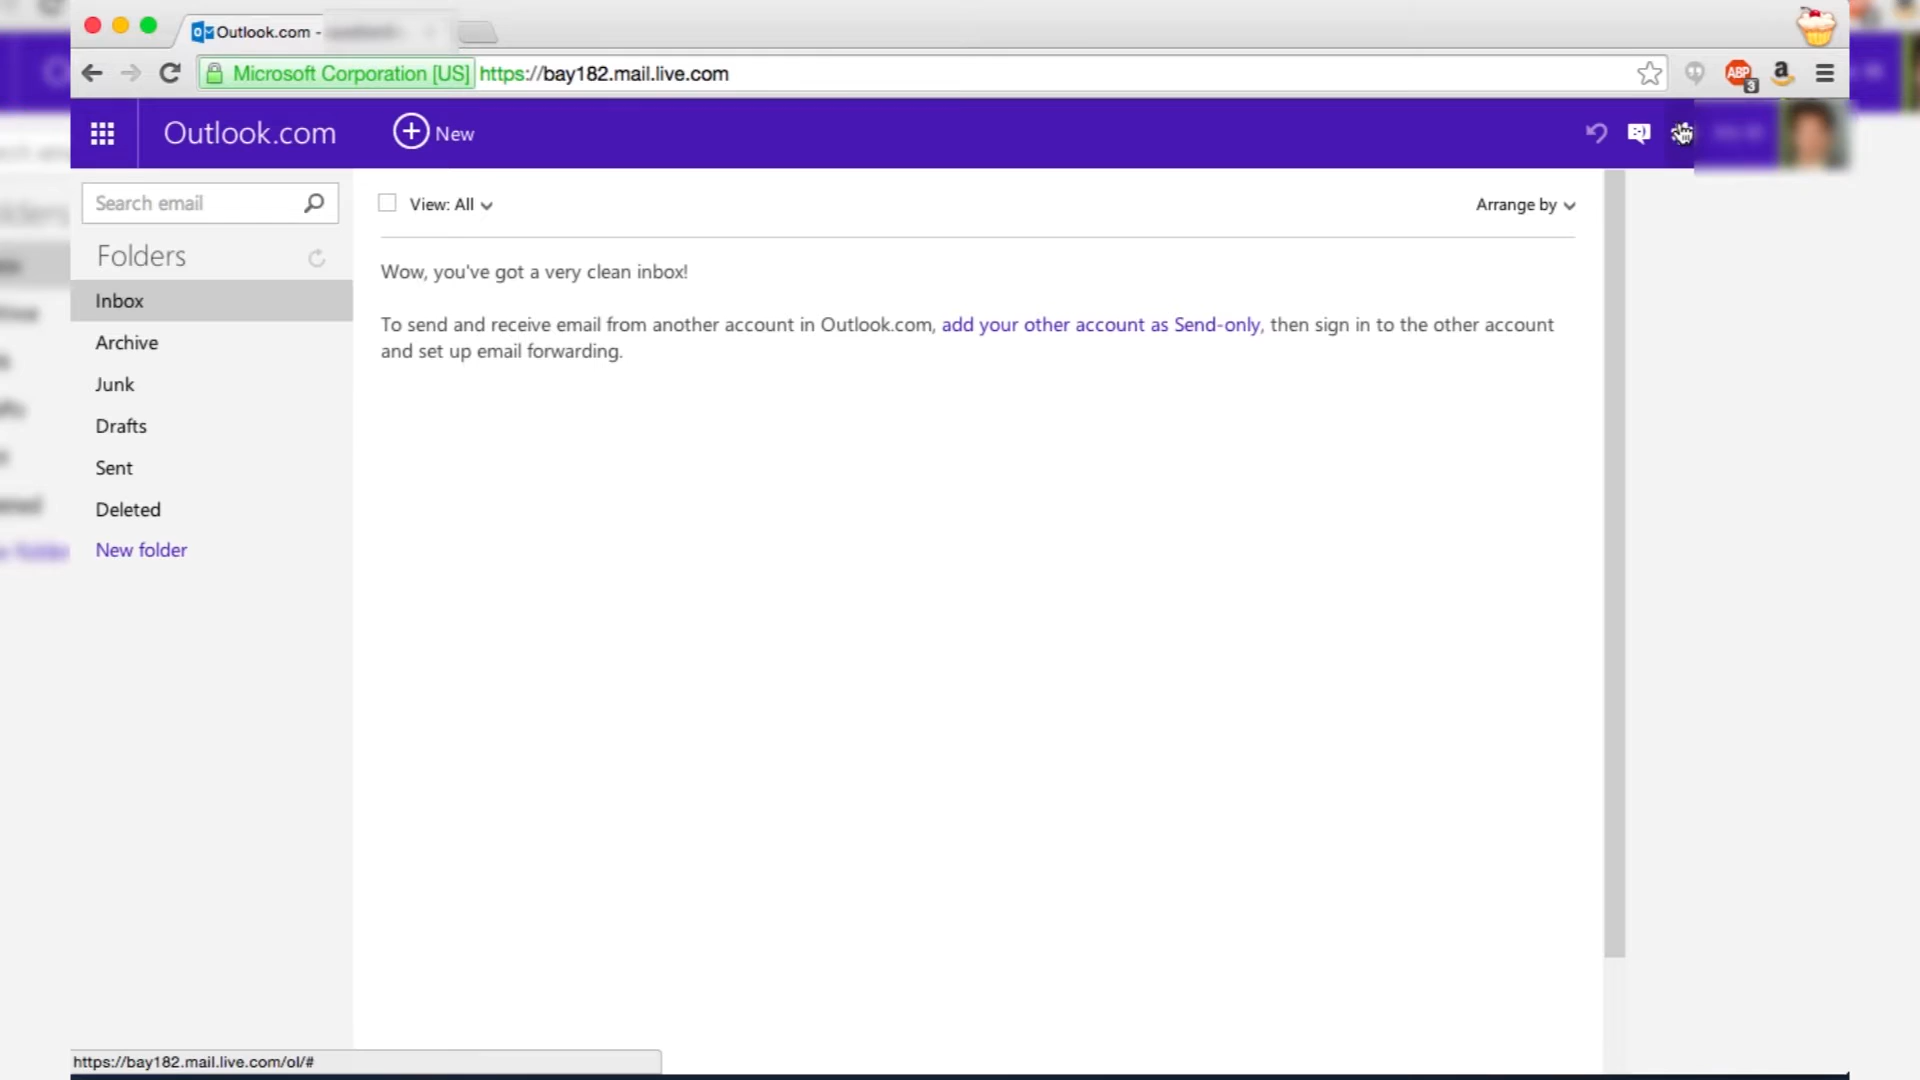 Outlook.com -
Microsoft Corporation [US] https://bay182.mail.live.com
ABP
3
a
Outlook.com
New
Search email
View: All
Arrange by
Folders
Wow, you've got a very clean inbox!
Inbox
To send and receive email from another account in Outlook.com, add your other account as Send-only, then sign in to the other account
and set up email forwarding.
Archive
Junk
Drafts
Sent
Deleted
New folder
https://bay182.mail.live.com/ol/#